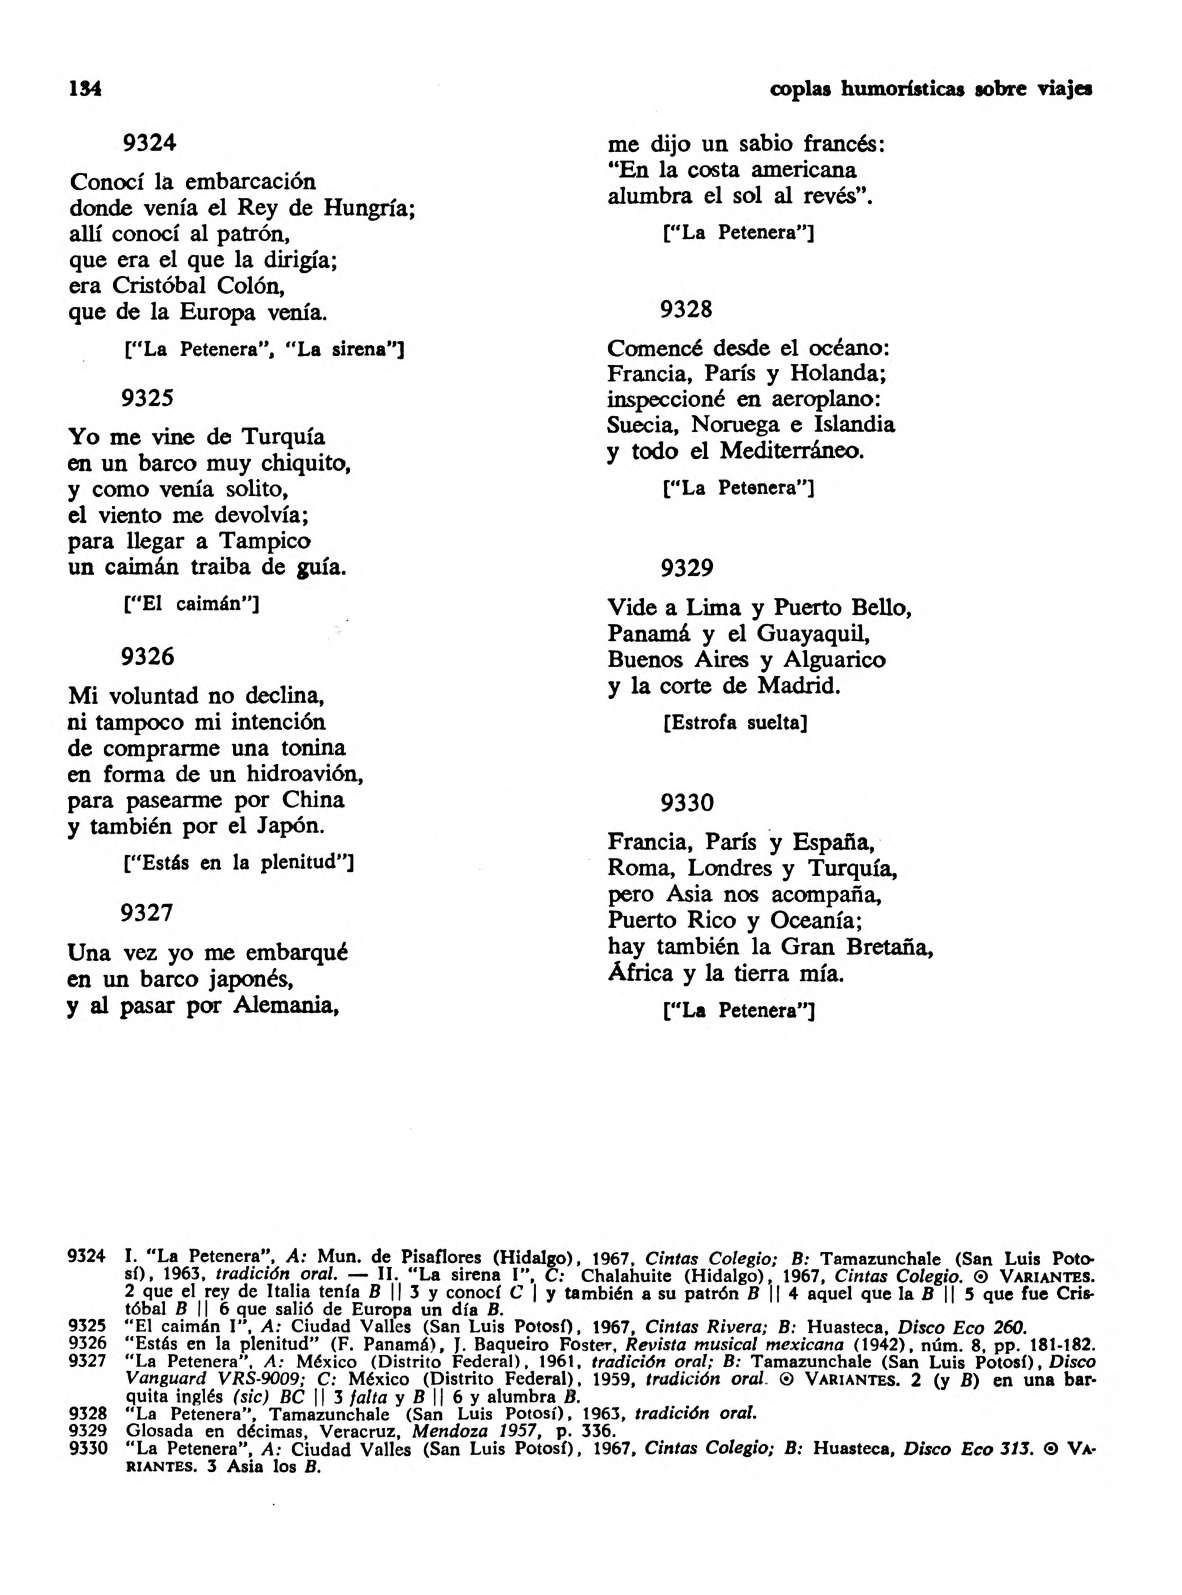 134
coplas humorísticas sobre viajes
9324
Conocí la embarcación
donde venía el Rey de Hungría;
allí conocí al patrón,
que era el que la dirigía;
era Cristóbal Colón,
que de la Europa venía.
["La Petenera", "La sirena"]
9325
Yo me vine de Turquía
en un barco muy chiquito,
y como venía solito,
el viento me devolvía;
para llegar a Tampico
un caimán traiba de guía.
["El caimán"]
9326
Mi voluntad no declina,
ni tampoco mi intención
de comprarme una tonina
en forma de un hidroavión,
para pasearme por China
y también por el Japón.
["Estás en la plenitud"]
9327
Una vez yo me embarqué
en un barco japonés,
y al pasar por Alemania,
me dijo un sabio francés:
"En la costa americana
alumbra el sol al revés".
["La Petenera"]
9328
Comencé desde el océano:
Francia, París y Holanda;
inspeccioné en aeroplano:
Suecia, Noruega e Islandia
y todo el Mediterráneo.
["La Petenera"]
9329
Vide a Lima y Puerto Bello,
Panamá y el Guayaquil,
Buenos Aires y Alguarico
y la corte de Madrid.
[Estrofa suelta]
9330
Francia, París y España,
Roma, Londres y Turquía,
pero Asia nos acompaña,
Puerto Rico y Oceanía;
hay también la Gran Bretaña,
África y la tierra mía.
["La Petenera"]
9324 I. "La Petenera", A: Mun. de Pisaflores (Hidalgo), 1967, Cintas Colegio; B: Tamazunchale (San Luis Poto-
sí), 1963, tradición oral. — II. "La sirena I", C: Chalahuite (Hidalgo), 1967, Cintas Colegio. ⊙ VARIANTES.
2 que el rey de Italia tenía B || 3 y conocí C | y también a su patrón B || 4 aquel que la B || 5 que fue Cris-
tóbal B || 6 que salió de Europa un día B.
9325 "El caimán I", A: Ciudad Valles (San Luis Potosí), 1967, Cintas Rivera; B: Huasteca, Disco Eco 260.
9326 "Estás en la plenitud" (F. Panamá), J. Baqueiro Foster, Revista musical mexicana (1942), núm. 8, pp. 181-182.
9327 "La Petenera", A: México (Distrito Federal), 1961, tradición oral; B: Tamazunchale (San Luis Potosí), Disco
Vanguard VRS-9009; C: México (Distrito Federal), 1959, tradición oral. ⊙ VARIANTES. 2 (y B) en una bar-
quita inglés (sic) BC || 3 falta y B || 6 y alumbra B.
9328 "La Petenera", Tamazunchale (San Luis Potosí), 1963, tradición oral.
9329 Glosada en décimas, Veracruz, Mendoza 1957, p. 336.
9330 "La Petenera", A: Ciudad Valles (San Luis Potosí), 1967, Cintas Colegio; B: Huasteca, Disco Eco 313. ⊙ VA-
RIANTES. 3 Asia los B.